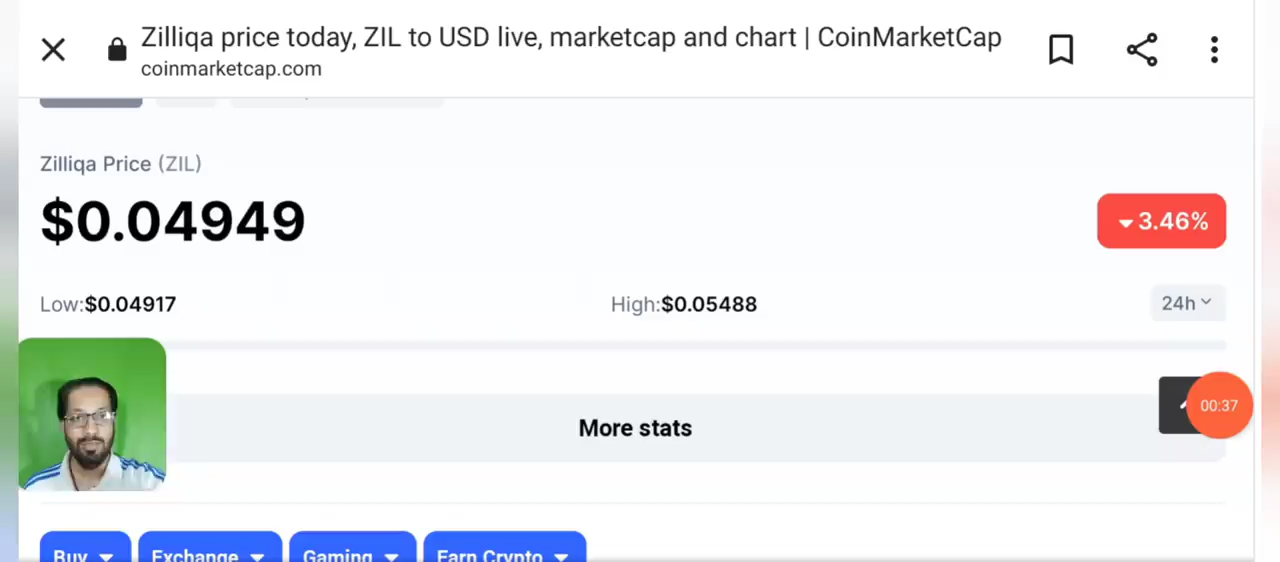 Zilliqa price today, ZIL to USD live, marketcap and chart | CoinMarketCap
coinmarketcap.com
Zilliqa Price (ZIL)
$0.04949
3.46%
Low:$0.04917
High:$0.05488
24h
00:37
More stats
Buy
Exchange
Gaming
Earn Crypto